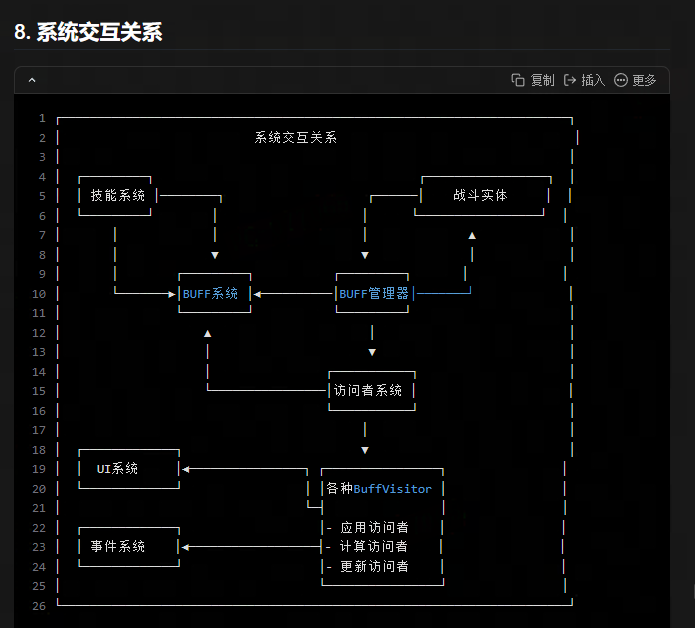 8. 系统交互关系
复制 插入 更多
1
2 系统交互关系
3
4
5 技能系统 战斗实体
6
7
8
9
10 BUFF系统 BUFF管理器
11
12
13
14
15 访问者系统
16
17
18
19 UI系统
20 各种BuffVisitor
21
22 - 应用访问者
23 事件系统 - 计算访问者
24 - 更新访问者
25
26